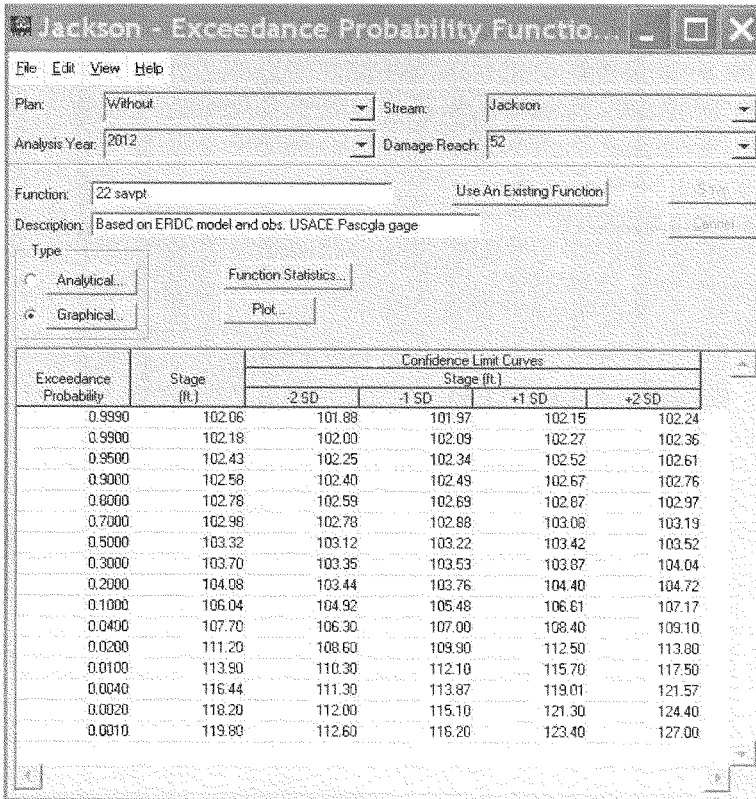 Jackson - Exceedance Probability Functio...
File Edit View Help
Plan: Without Stream: Jackson
Analysis Year: 2012 Damage Reach: 52
Function: 22 savpt Use An Existing Function Save
Description: Based on ERDC model and obs. USACE Pascgla gage Cancel
Type
Analytical... Function Statistics...
Graphical... Plot...
Confidence Limit Curves
Exceedance Probability Stage (ft.) Stage (ft.)
-2 SD -1 SD +1 SD +2 SD
0.9990 102.06 101.88 101.97 102.15 102.24
0.9900 102.18 102.00 102.09 102.27 102.36
0.9500 102.43 102.25 102.34 102.52 102.61
0.9000 102.58 102.40 102.49 102.67 102.76
0.8000 102.78 102.59 102.69 102.87 102.97
0.7000 102.98 102.78 102.88 103.08 103.19
0.5000 103.32 103.12 103.22 103.42 103.52
0.3000 103.70 103.35 103.53 103.87 104.04
0.2000 104.08 103.44 103.76 104.40 104.72
0.1000 106.04 104.92 105.48 106.61 107.17
0.0400 107.70 106.30 107.00 108.40 109.10
0.0200 111.20 108.60 109.90 112.50 113.80
0.0100 113.90 110.30 112.10 115.70 117.50
0.0040 116.44 111.30 113.87 119.01 121.57
0.0020 118.20 112.00 115.10 121.30 124.40
0.0010 119.80 112.60 116.20 123.40 127.00